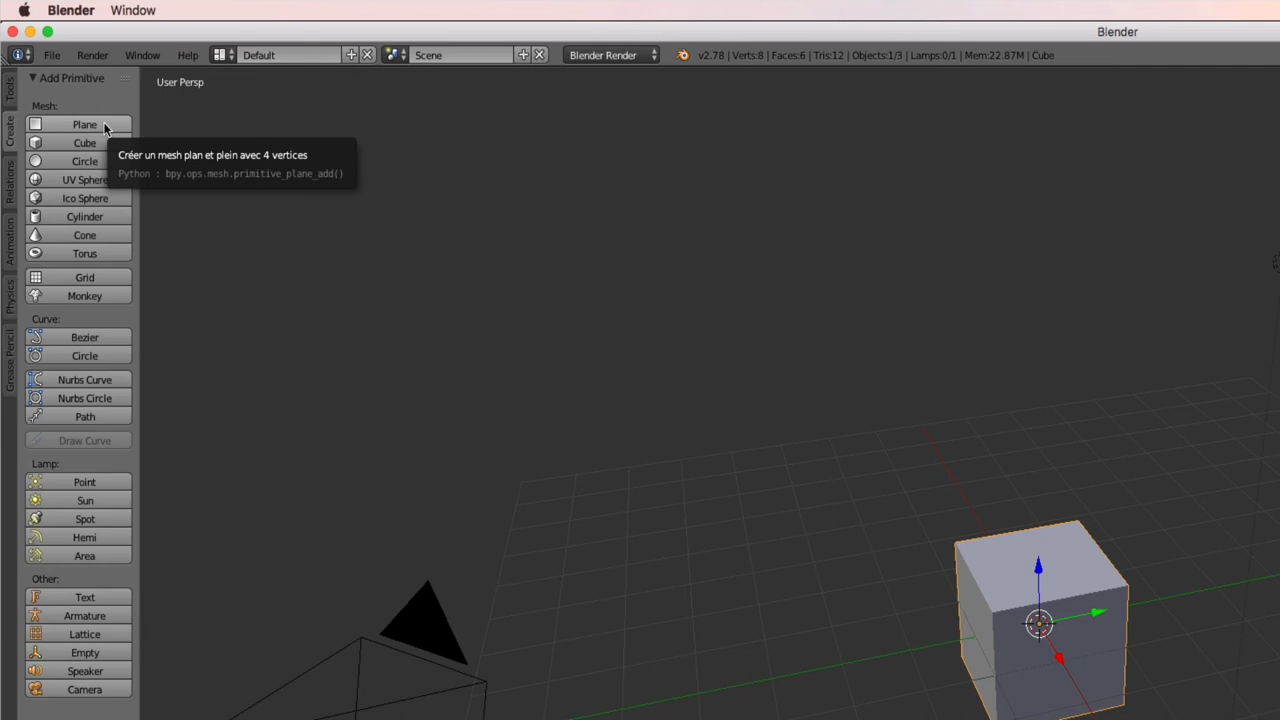 Blender Window
Blender
File Render Window Help Default Scene Blender Render v2.78 | Verts:8 | Faces:6 | Tris:12 | Objects:1/3 | Lamps:0/1 | Mem:22.87M | Cube
Tools
Create
Relations
Animation
Physics
Grease Pencil
Add Primitive
Mesh:
Plane
Cube
Circle
UV Sphere
Ico Sphere
Cylinder
Cone
Torus
Grid
Monkey
Curve:
Bezier
Circle
Nurbs Curve
Nurbs Circle
Path
Draw Curve
Lamp:
Point
Sun
Spot
Hemi
Area
Other:
Text
Armature
Lattice
Empty
Speaker
Camera
User Persp
Créer un mesh plan et plein avec 4 vertices
Python : bpy.ops.mesh.primitive_plane_add()